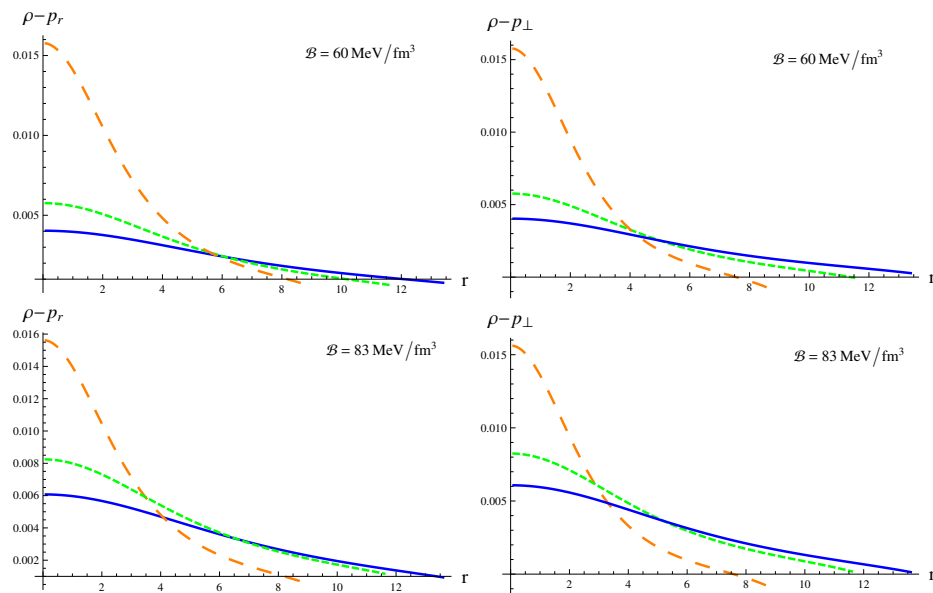 ρ−p_r
ℬ = 60 MeV/fm³
0.015
0.010
0.005
2 4 6 8 10 12 r
ρ−p_⊥
ℬ = 60 MeV/fm³
0.015
0.010
0.005
2 4 6 8 10 12 r
ρ−p_r
ℬ = 83 MeV/fm³
0.016
0.014
0.012
0.010
0.008
0.006
0.004
0.002
2 4 6 8 10 12 r
ρ−p_⊥
ℬ = 83 MeV/fm³
0.015
0.010
0.005
2 4 6 8 10 12 r